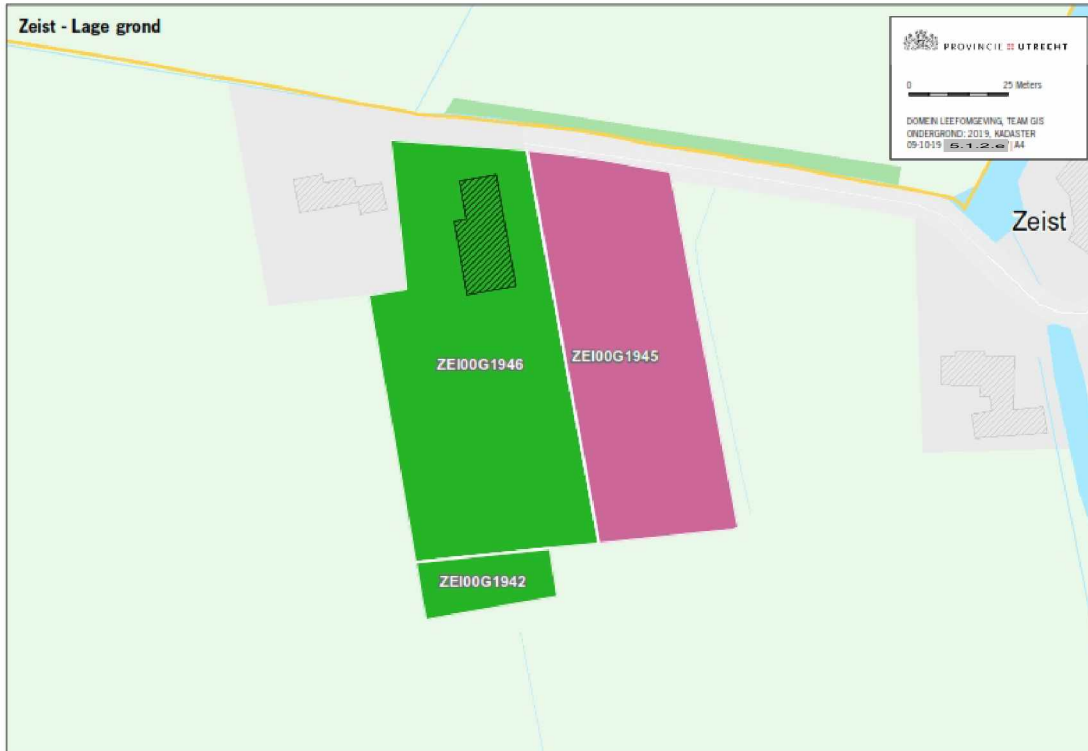 Zeist - Lage grond
PROVINCIE UTRECHT
0 25 Meters
DOMEIN LEEFOMGEVING, TEAM GIS
ONDERGROND: 2019, KADASTER
09-10-19 5.1.2.e | A4
Zeist
ZEI00G1946
ZEI00G1945
ZEI00G1942